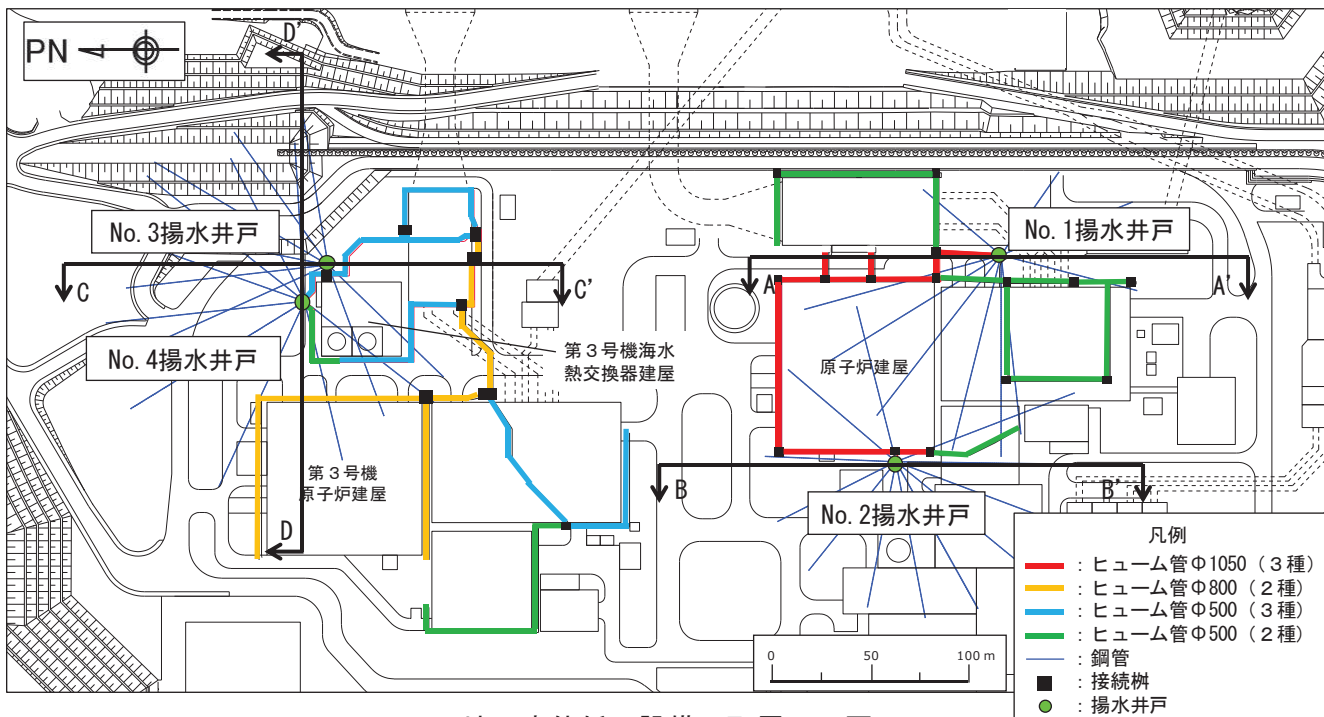 PN
D'
No. 3揚水井戸
No. 1揚水井戸
C
C'
A
A'
No. 4揚水井戸
第３号機海水
熱交換器建屋
原子炉建屋
第３号機
原子炉建屋
D
B
B'
No. 2揚水井戸
凡例
：ヒューム管Φ1050（３種）
：ヒューム管Φ800（２種）
：ヒューム管Φ500（３種）
：ヒューム管Φ500（２種）
：鋼管
：接続桝
：揚水井戸
0 50 100 m